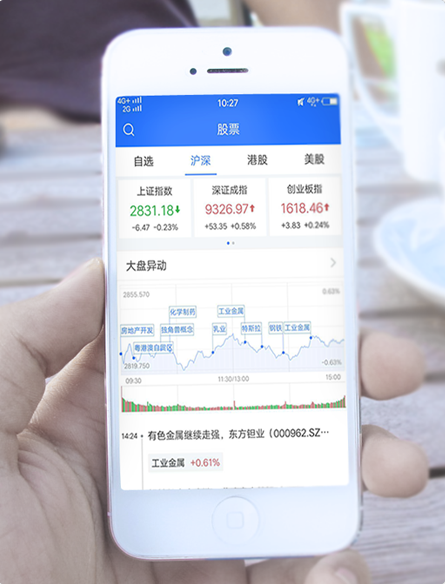 4G+
2G
10:27
4G+
股票
自选 沪深 港股 美股
上证指数 深证成指 创业板指
2831.18↓ 9326.97↑ 1618.46↑
-6.47 -0.23% +53.35 +0.58% +3.83 +0.24%
大盘异动
2855.570 0.63%
化学制药 工业金属
房地产开发 独角兽概念 乳业 特斯拉 钢铁 工业金属
粤港澳自贸区
2819.750 -0.63%
09:30 11:30/13:00 15:00
14:24 有色金属继续走强，东方钽业（000962.SZ…
工业金属 +0.61%